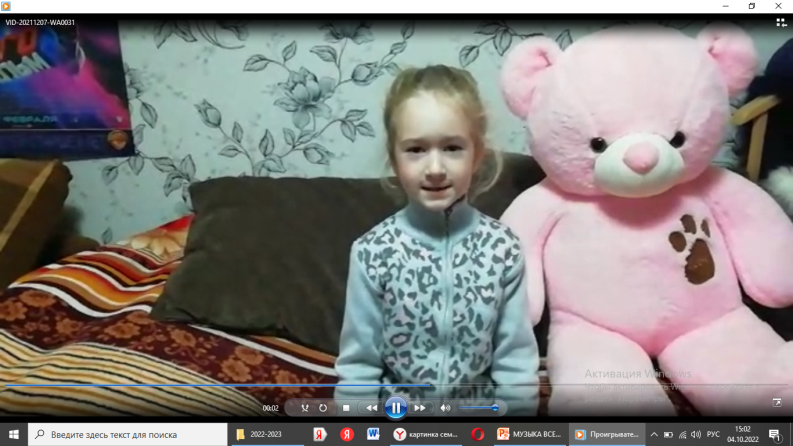 VID-20211207-WA0031
ФЕВРАЛЯ
Активация Windows
00:02
Введите здесь текст для поиска
2022-2023
картинка сем...
МУЗЫКА ВСЕ...
Проигрывате...
РУС
15:02
04.10.2022